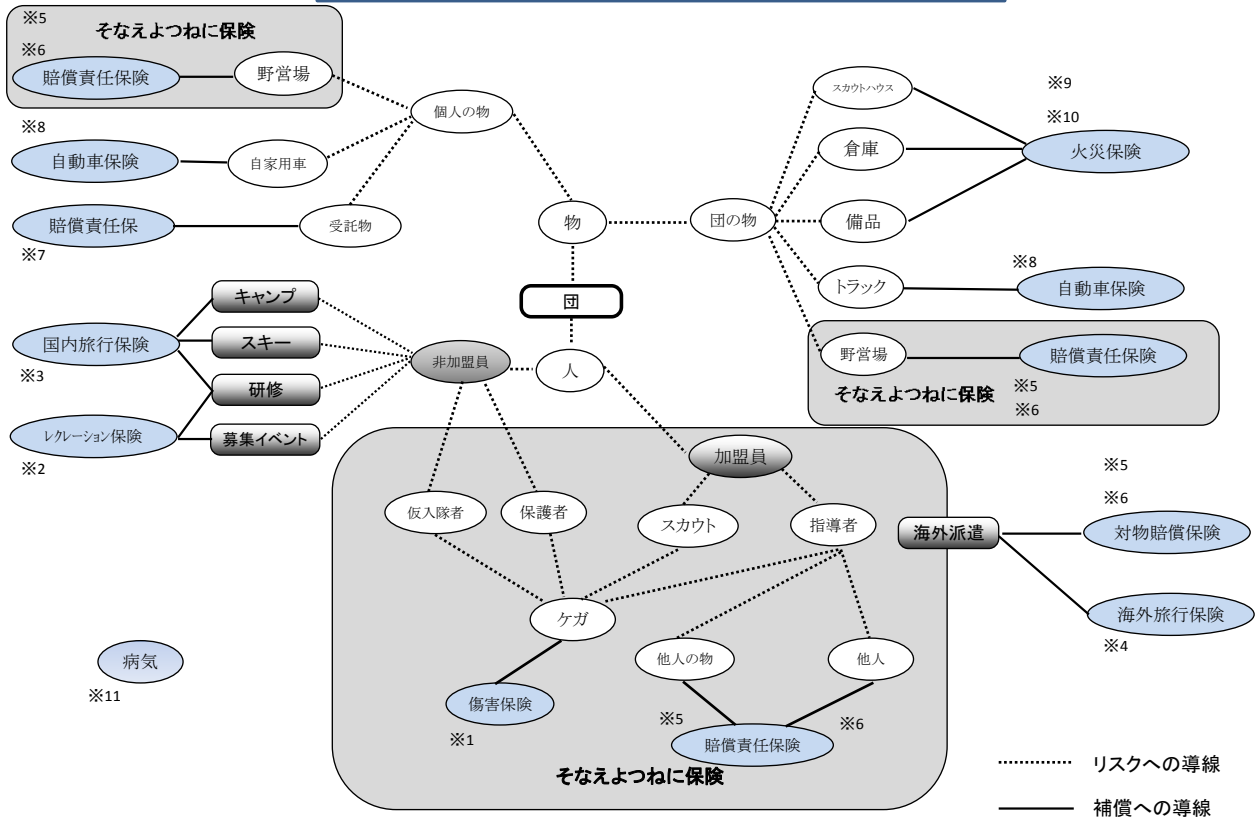 ※5
そなえよつねに保険
※6
賠償責任保険
野営場
個人の物
※8
自動車保険
自家用車
賠償責任保
受託物
※7
物
団の物
スカウトハウス
※9
※10
倉庫
火災保険
備品
※8
トラック
自動車保険
野営場
賠償責任保険
そなえよつねに保険
※5
※6
団
人
非加盟員
キャンプ
国内旅行保険
スキー
※3
研修
レクレーション保険
募集イベント
※2
加盟員
仮入隊者
保護者
スカウト
指導者
海外派遣
※5
※6
対物賠償保険
海外旅行保険
※4
ケガ
他人の物
他人
病気
※11
傷害保険
※1
※5
※6
賠償責任保険
そなえよつねに保険
リスクへの導線
補償への導線